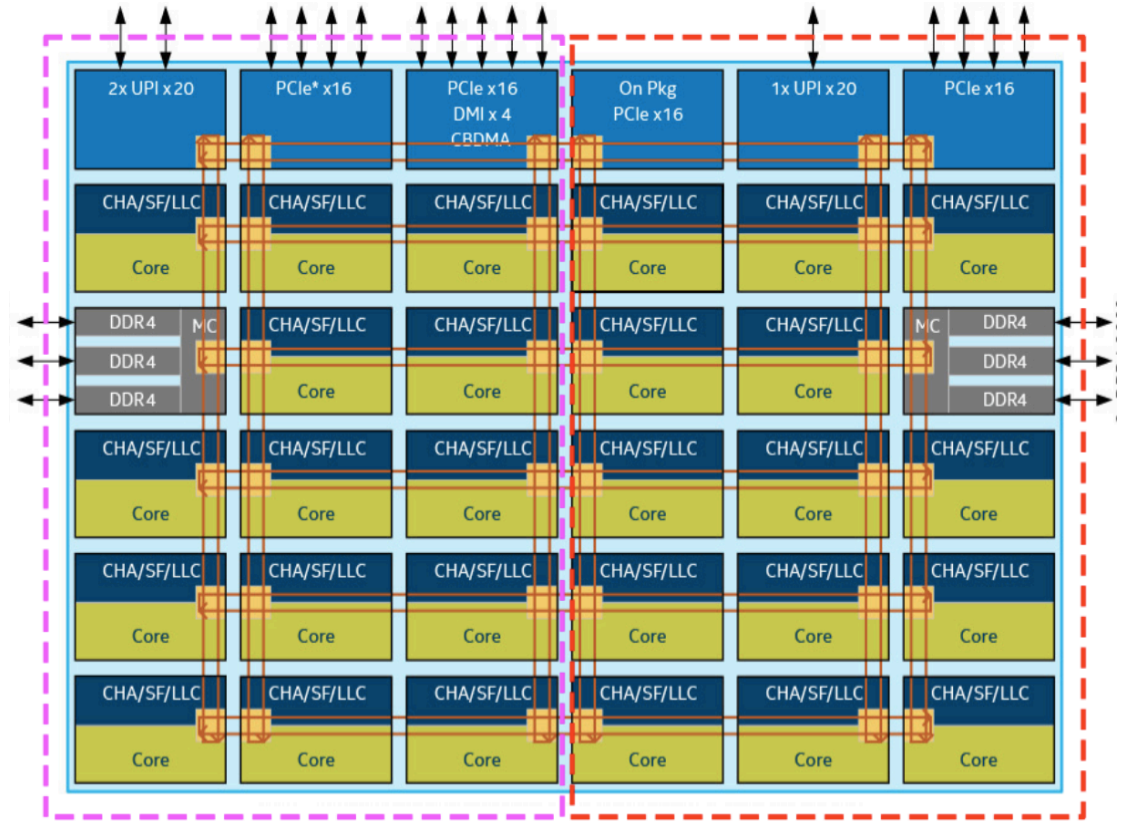 2x UPI x20
PCIe* x16
PCIe x16
DMI x 4
CBDMA
On Pkg
PCIe x16
1x UPI x20
PCIe x16
CHA/SF/LLC
Core
CHA/SF/LLC
Core
CHA/SF/LLC
Core
CHA/SF/LLC
Core
CHA/SF/LLC
Core
CHA/SF/LLC
Core
DDR4
DDR4
DDR4
MC
CHA/SF/LLC
Core
CHA/SF/LLC
Core
CHA/SF/LLC
Core
CHA/SF/LLC
Core
MC
DDR4
DDR4
DDR4
CHA/SF/LLC
Core
CHA/SF/LLC
Core
CHA/SF/LLC
Core
CHA/SF/LLC
Core
CHA/SF/LLC
Core
CHA/SF/LLC
Core
CHA/SF/LLC
Core
CHA/SF/LLC
Core
CHA/SF/LLC
Core
CHA/SF/LLC
Core
CHA/SF/LLC
Core
CHA/SF/LLC
Core
CHA/SF/LLC
Core
CHA/SF/LLC
Core
CHA/SF/LLC
Core
CHA/SF/LLC
Core
CHA/SF/LLC
Core
CHA/SF/LLC
Core